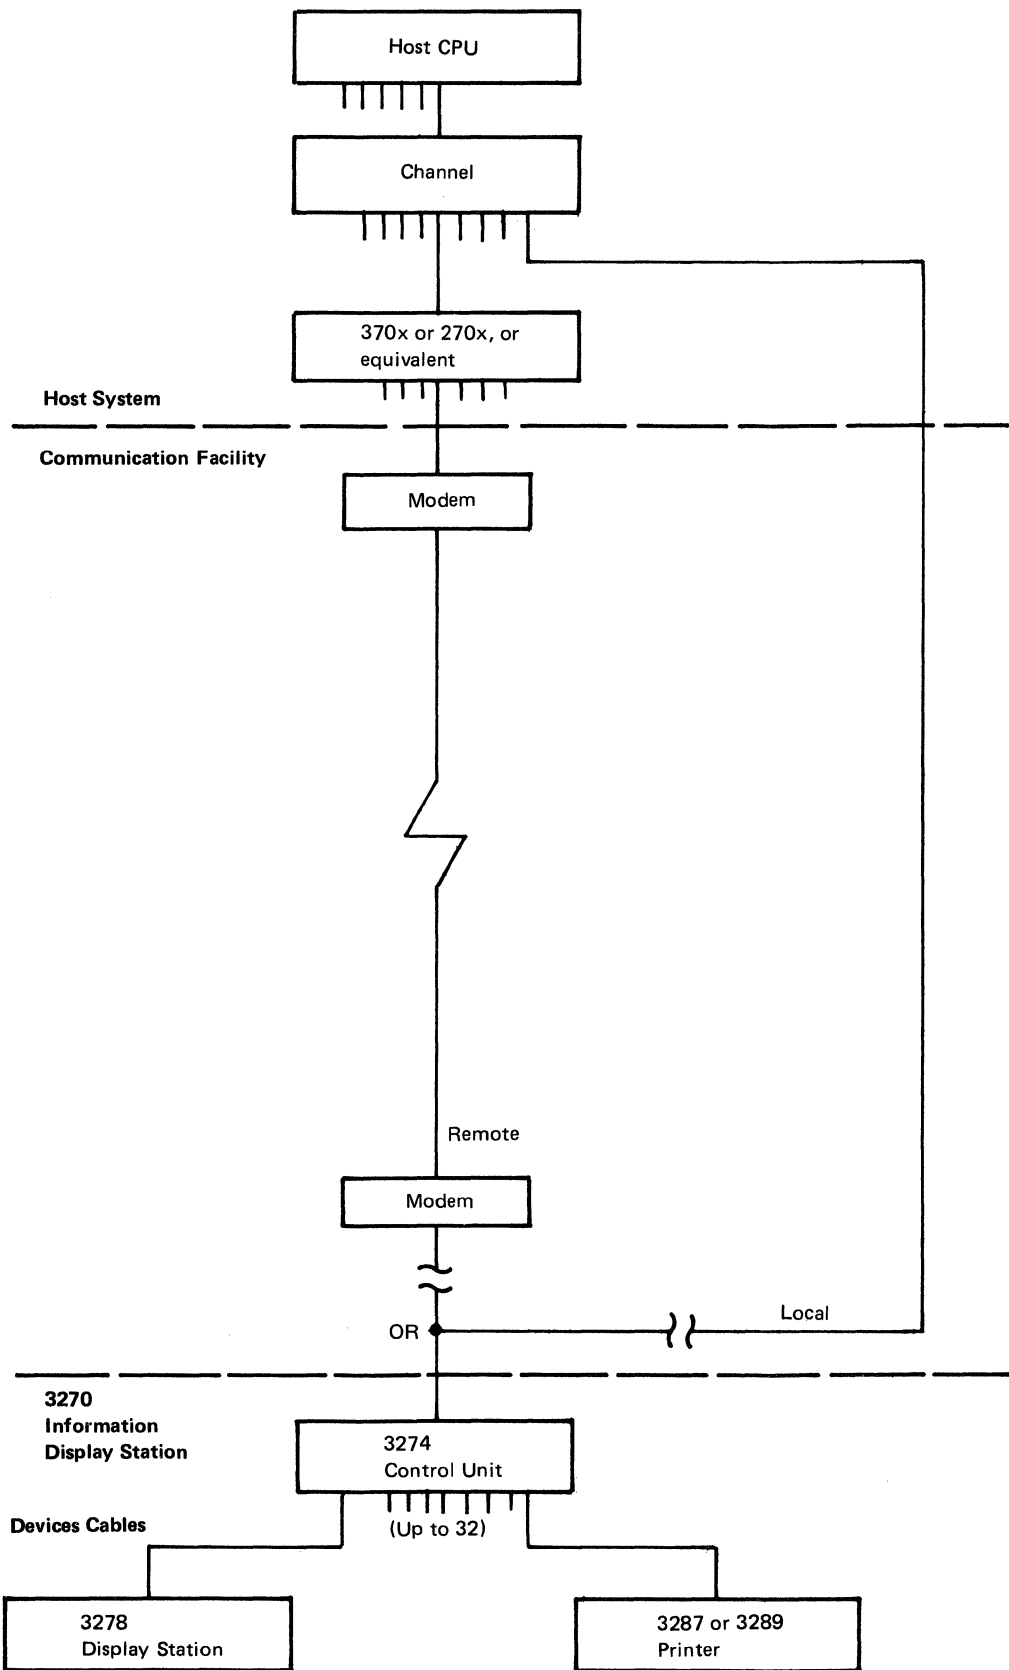 Host CPU
Channel
370x or 270x, or
equivalent
Host System
Communication Facility
Modem
Remote
Modem
Local
OR
3270
Information
Display Station
3274
Control Unit
Devices Cables
(Up to 32)
3278
Display Station
3287 or 3289
Printer